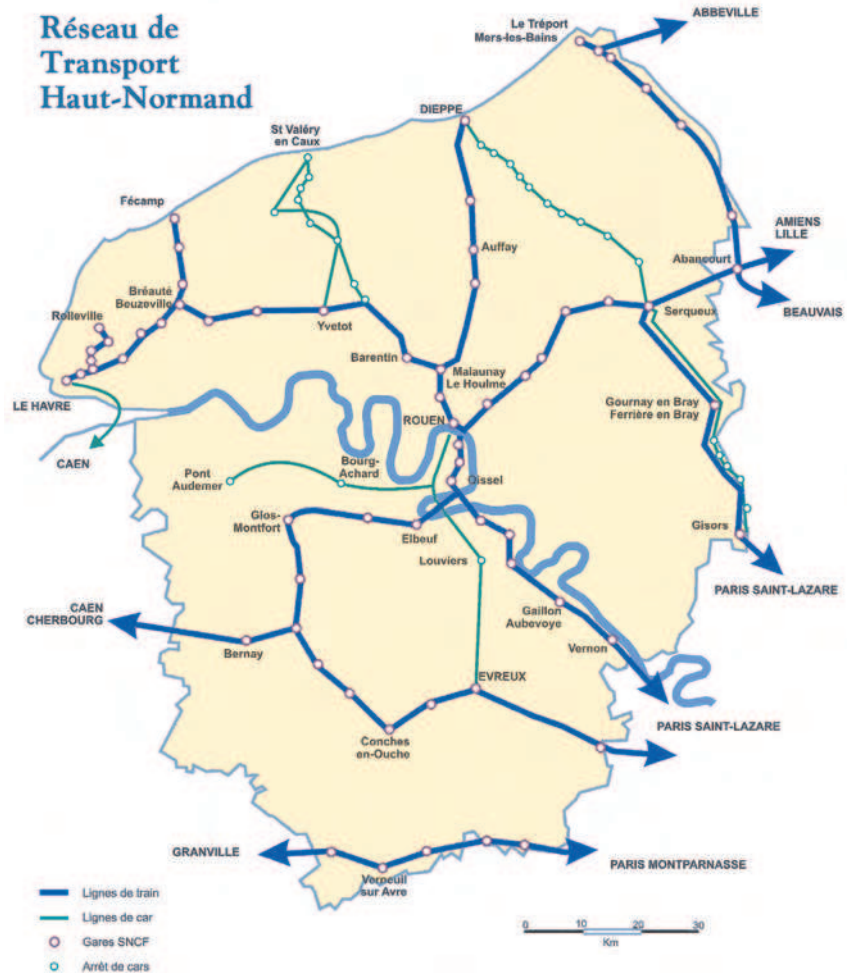 Réseau de
Transport
Haut-Normand
Le Tréport
Mers-les-Bains
ABBEVILLE
DIEPPE
St Valéry
en Caux
Fécamp
Auffay
AMIENS
LILLE
Abancourt
Bréauté
Beuzeville
Rolleville
BEAUVAIS
Serqueux
Yvetot
Barentin
Malaunay
Le Houlme
LE HAVRE
Gournay en Bray
Ferrière en Bray
ROUEN
CAEN
Bourg-
Achard
Pont
Audemer
Oissel
Glos-
Montfort
Elbeuf
Gisors
Louviers
PARIS SAINT-LAZARE
CAEN
CHERBOURG
Gaillon
Aubevoye
Bernay
Vernon
EVREUX
PARIS SAINT-LAZARE
Conches
en-Ouche
GRANVILLE
PARIS MONTPARNASSE
Verneuil
sur Avre
Lignes de train
Lignes de car
Gares SNCF
Arrêt de cars
0 10 20 30
Km